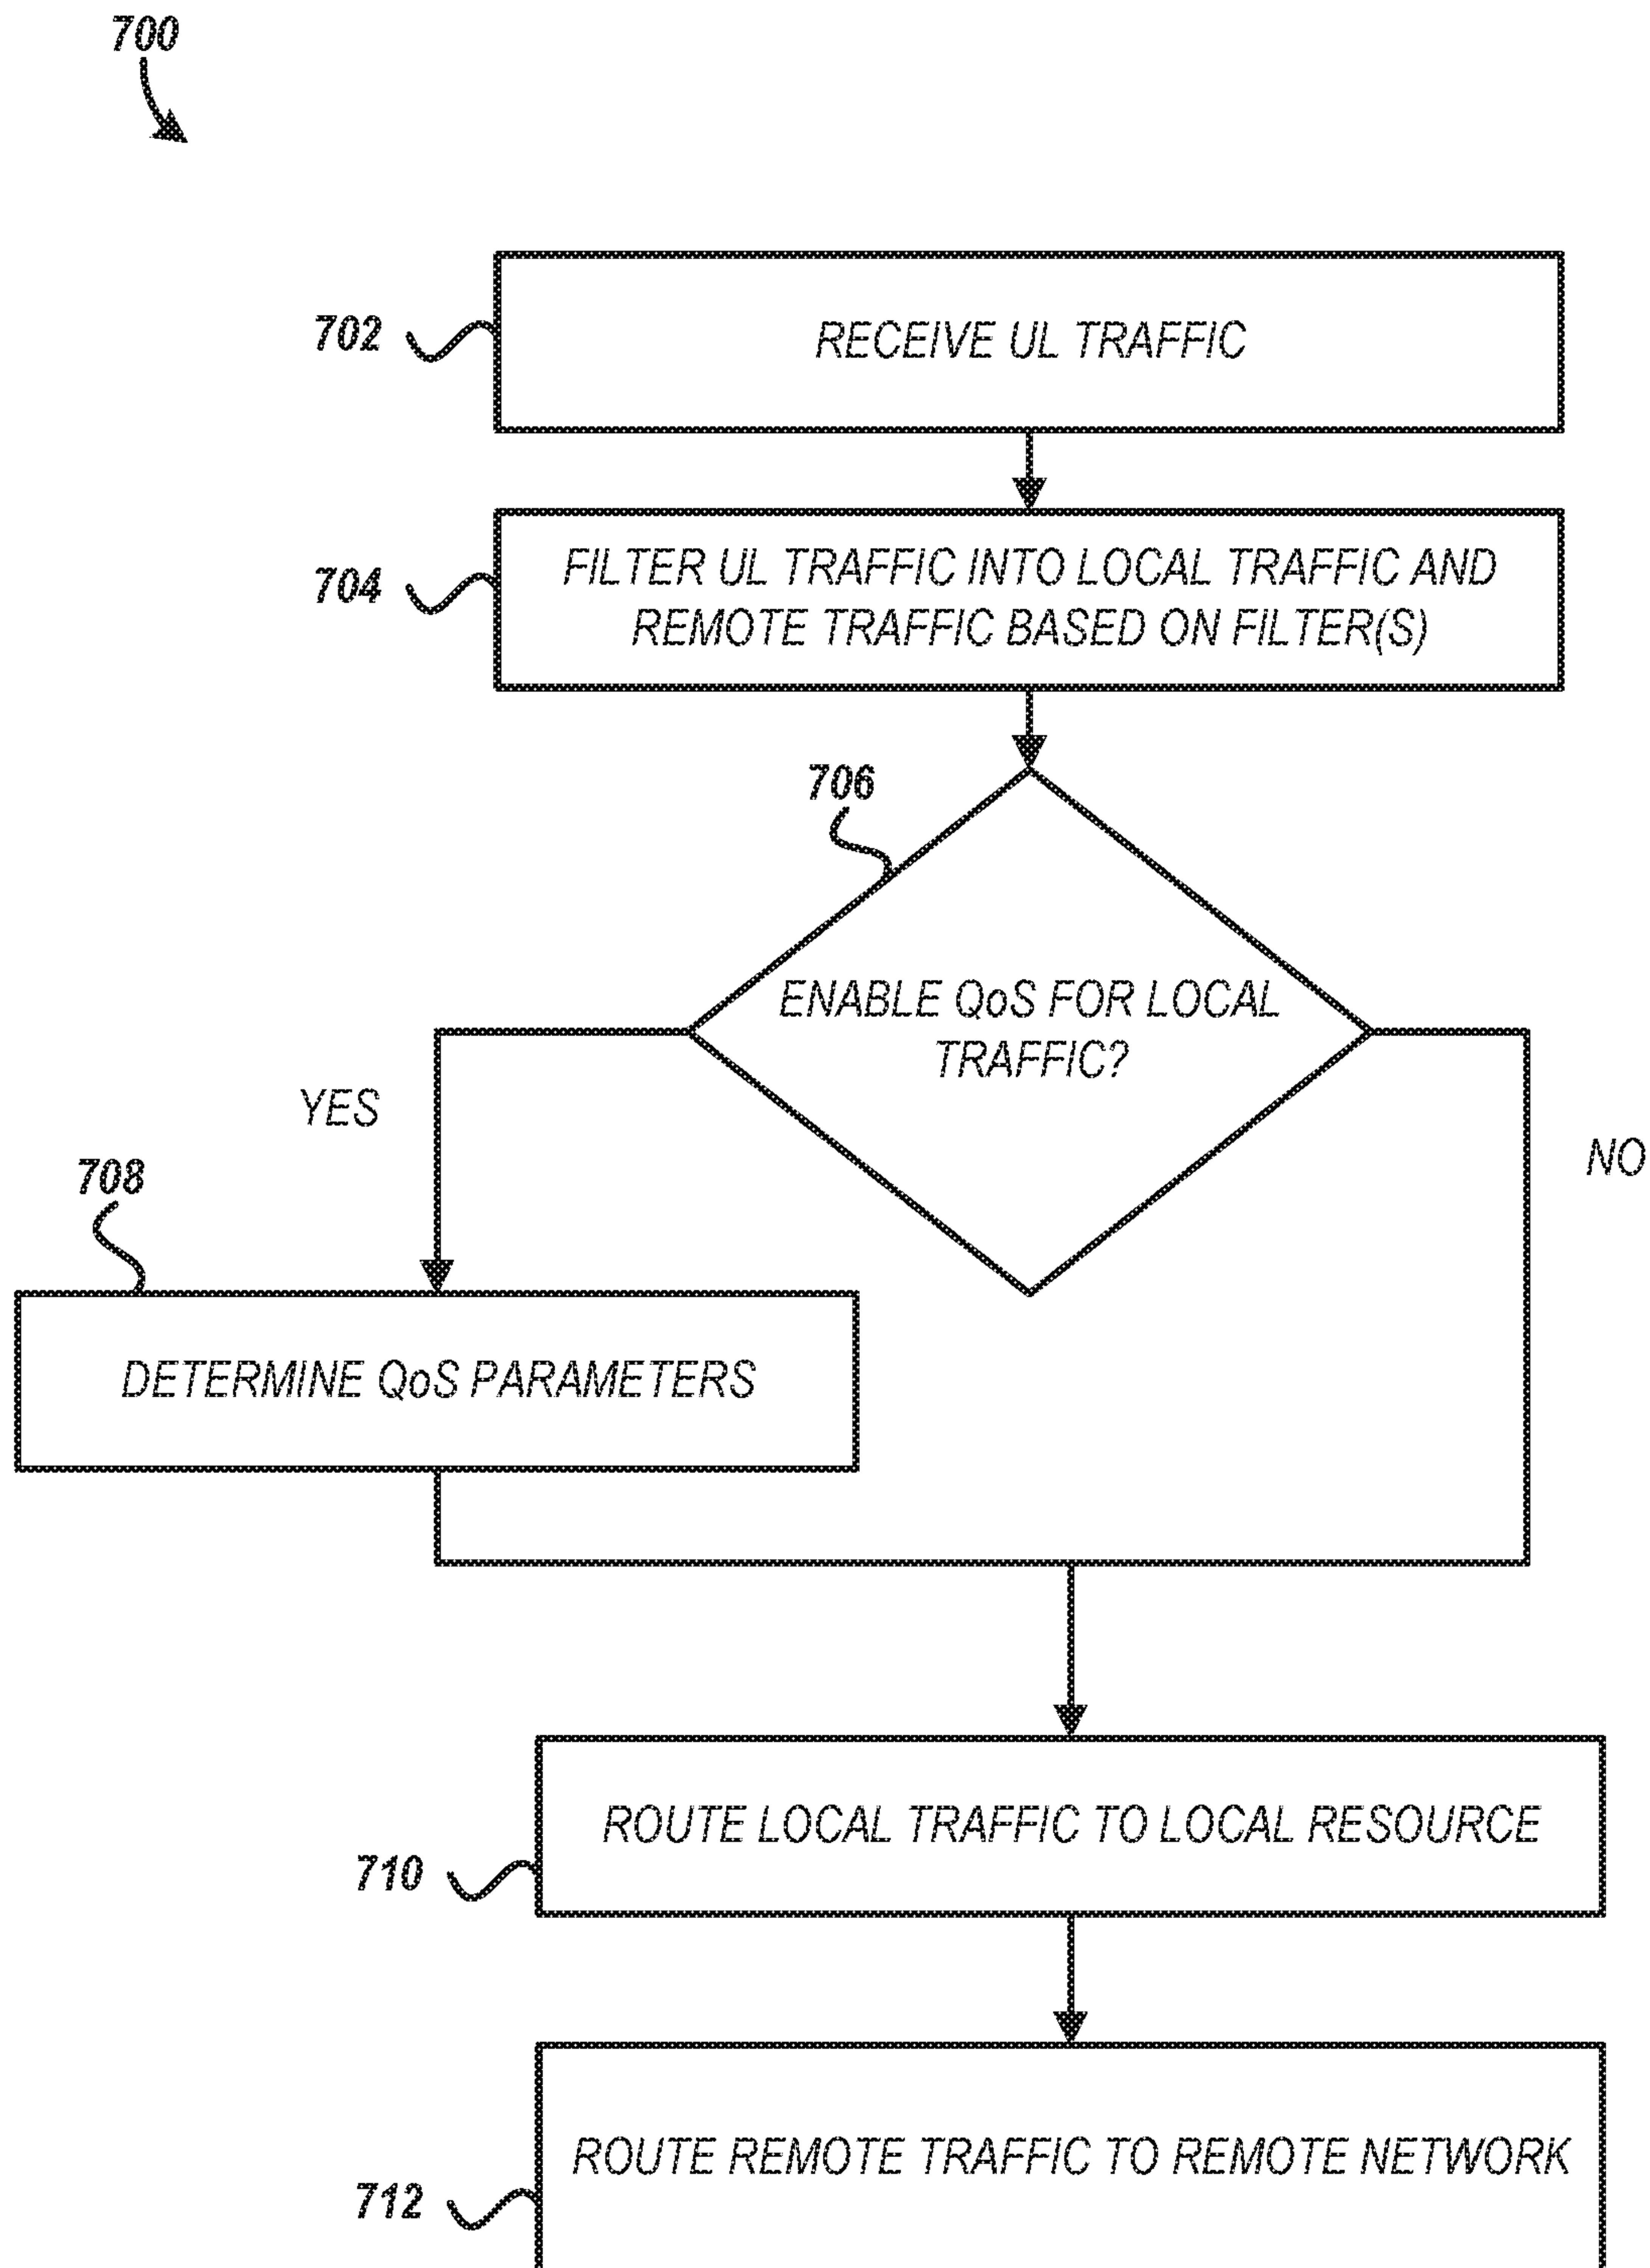 700
702
RECEIVE UL TRAFFIC
704
FILTER UL TRAFFIC INTO LOCAL TRAFFIC AND
REMOTE TRAFFIC BASED ON FILTER(S)
706
ENABLE QoS FOR LOCAL
TRAFFIC?
YES
NO
708
DETERMINE QoS PARAMETERS
ROUTE LOCAL TRAFFIC TO LOCAL RESOURCE
710
ROUTE REMOTE TRAFFIC TO REMOTE NETWORK
712